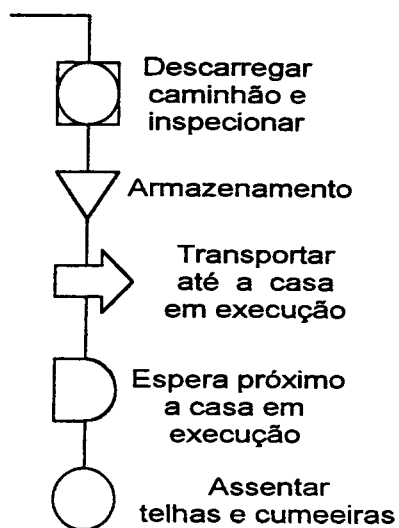 Descarregar
caminhão e
inspecionar
Armazenamento
Transportar
até a casa
em execução
Espera próximo
a casa em
execução
Assentar
telhas e cumeeiras